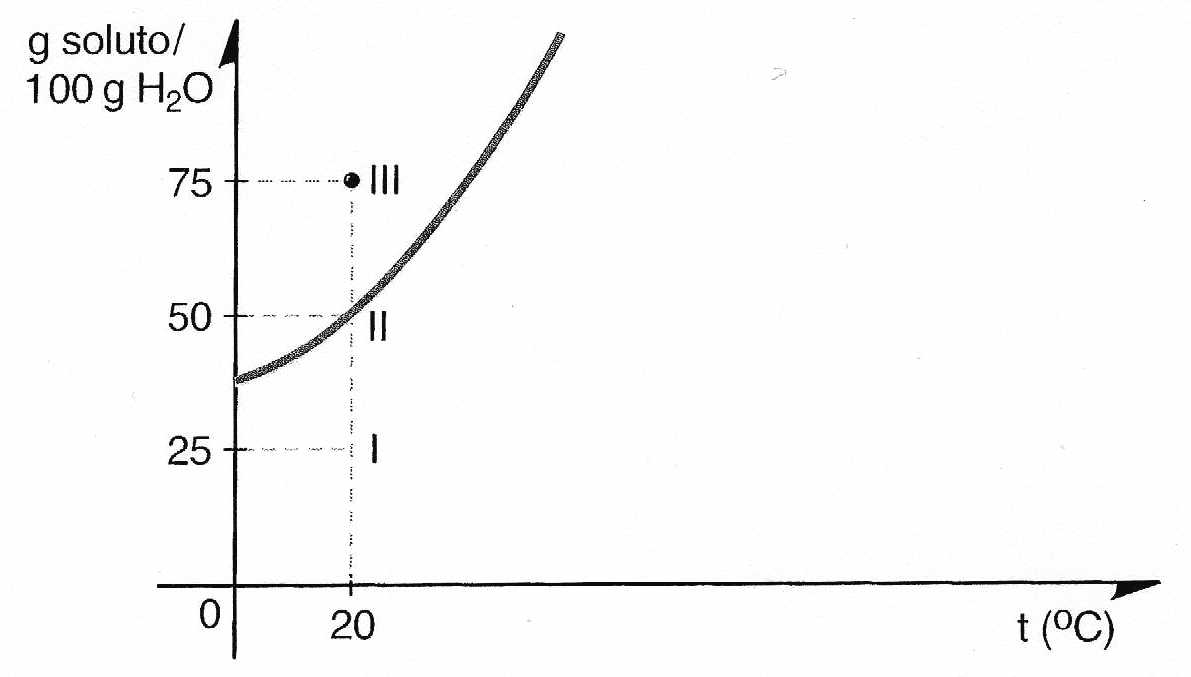 g soluto/
100 g H₂O
75 III
50 II
25 I
0 20 t (ºC)